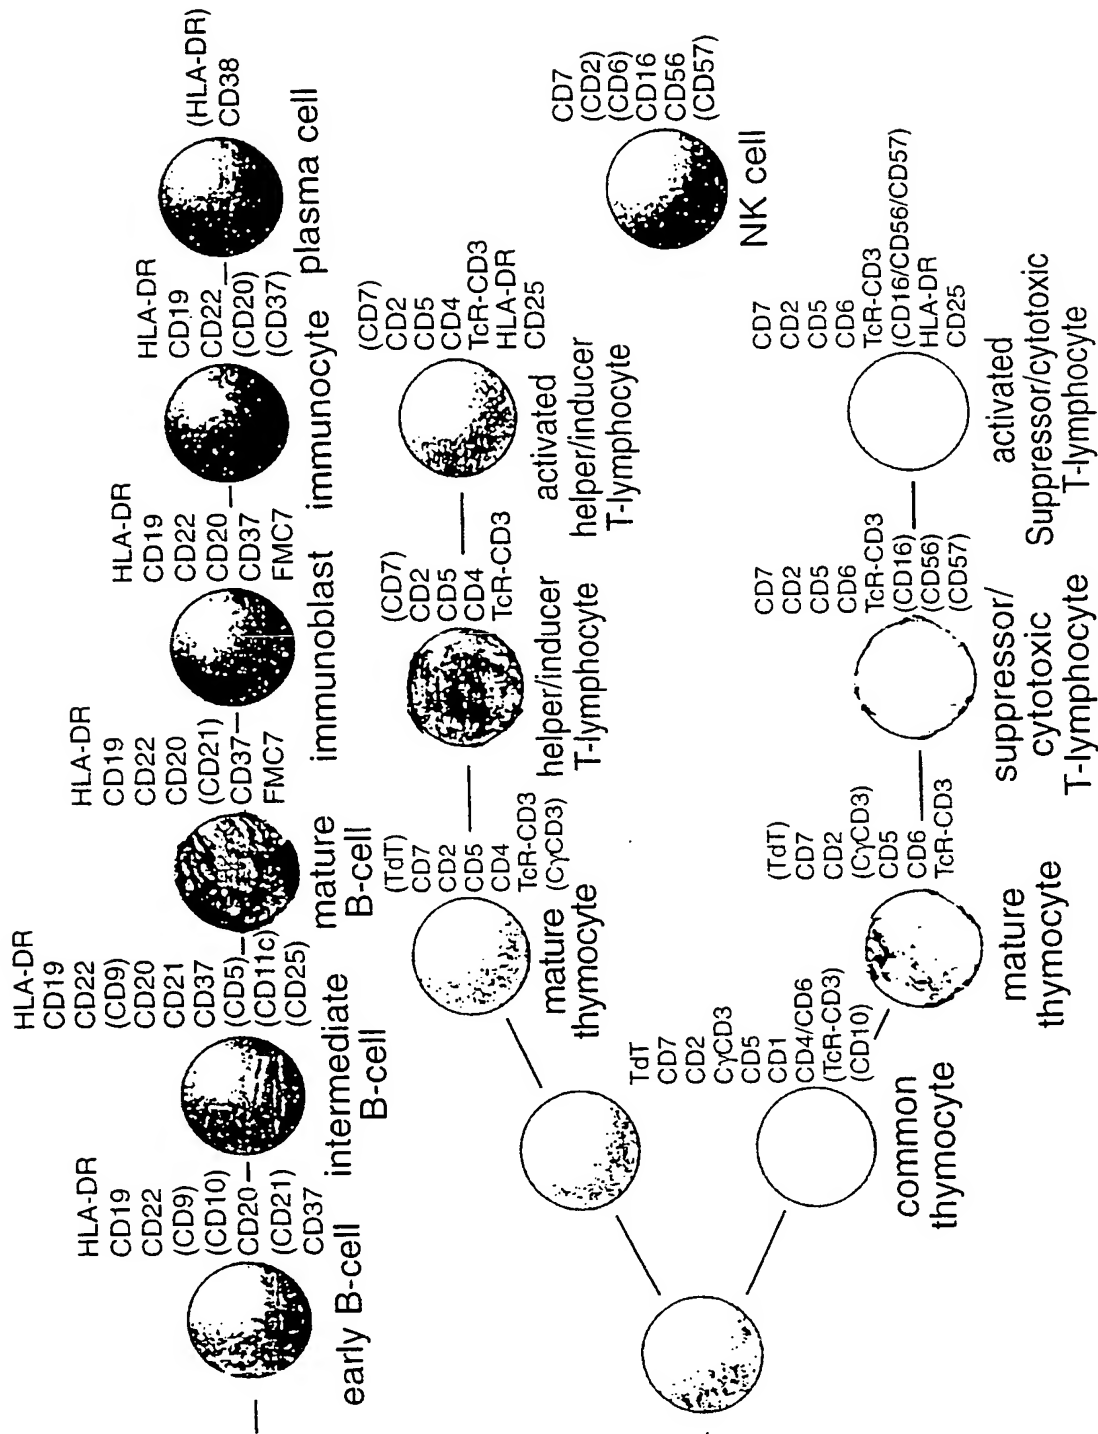 HLA-DR
CD19
CD22
(CD9)
(CD10)
CD20
(CD21)
CD37
early B-cell
HLA-DR
CD19
CD22
(CD9)
CD20
CD21
CD37
(CD5)
(CD11c)
(CD25)
intermediate
B-cell
HLA-DR
CD19
CD22
CD20
(CD21)
CD37
FMC7
mature
B-cell
HLA-DR
CD19
CD22
CD20
CD37
FMC7
immunoblast
HLA-DR
CD19
CD22
(CD20)
(CD37)
immunocyte
(HLA-DR)
CD38
plasma cell
(TdT)
CD7
CD2
CD5
CD4
TcR-CD3
(CγCD3)
mature
thymocyte
(CD7)
CD2
CD5
CD4
TcR-CD3
helper/inducer
T-lymphocyte
(CD7)
CD2
CD5
CD4
TcR-CD3
HLA-DR
CD25
activated
helper/inducer
T-lymphocyte
CD7
(CD2)
(CD6)
CD16
CD56
(CD57)
NK cell
TdT
CD7
CD2
CγCD3
CD5
CD1
CD4/CD6
(TcR-CD3)
(CD10)
common
thymocyte
(TdT)
CD7
CD2
(CγCD3)
CD5
CD6
TcR-CD3
mature
thymocyte
CD7
CD2
CD5
CD6
TcR-CD3
(CD16)
(CD56)
(CD57)
suppressor/
cytotoxic
T-lymphocyte
CD7
CD2
CD5
CD6
TcR-CD3
(CD16/CD56/CD57)
HLA-DR
CD25
activated
Suppressor/cytotoxic
T-lymphocyte